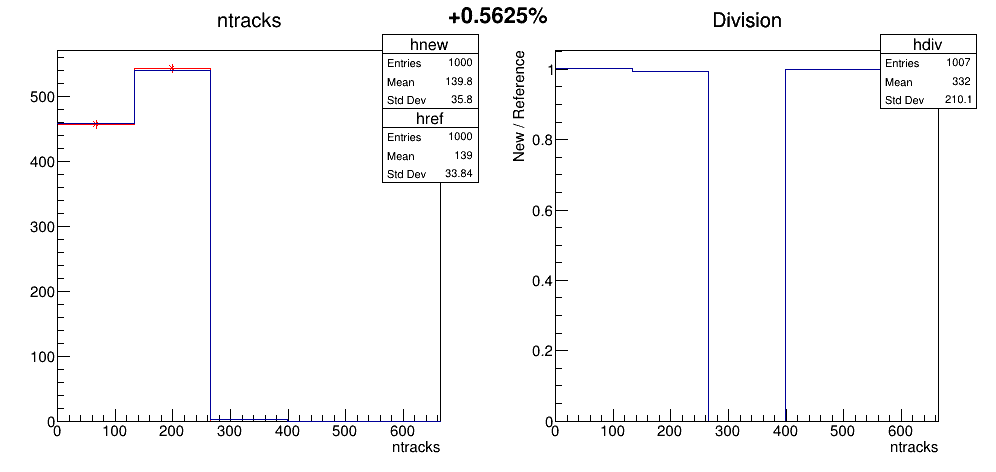 +0.5625%
ntracks
hnew
Entries 1000
Mean 139.8
Std Dev 35.8
href
Entries 1000
Mean 139
Std Dev 33.84
500
400
300
200
100
0
0 100 200 300 400 500 600
ntracks
Division
hdiv
Entries 1007
Mean 332
Std Dev 210.1
New / Reference
1
0.8
0.6
0.4
0.2
0
0 100 200 300 400 500 600
ntracks